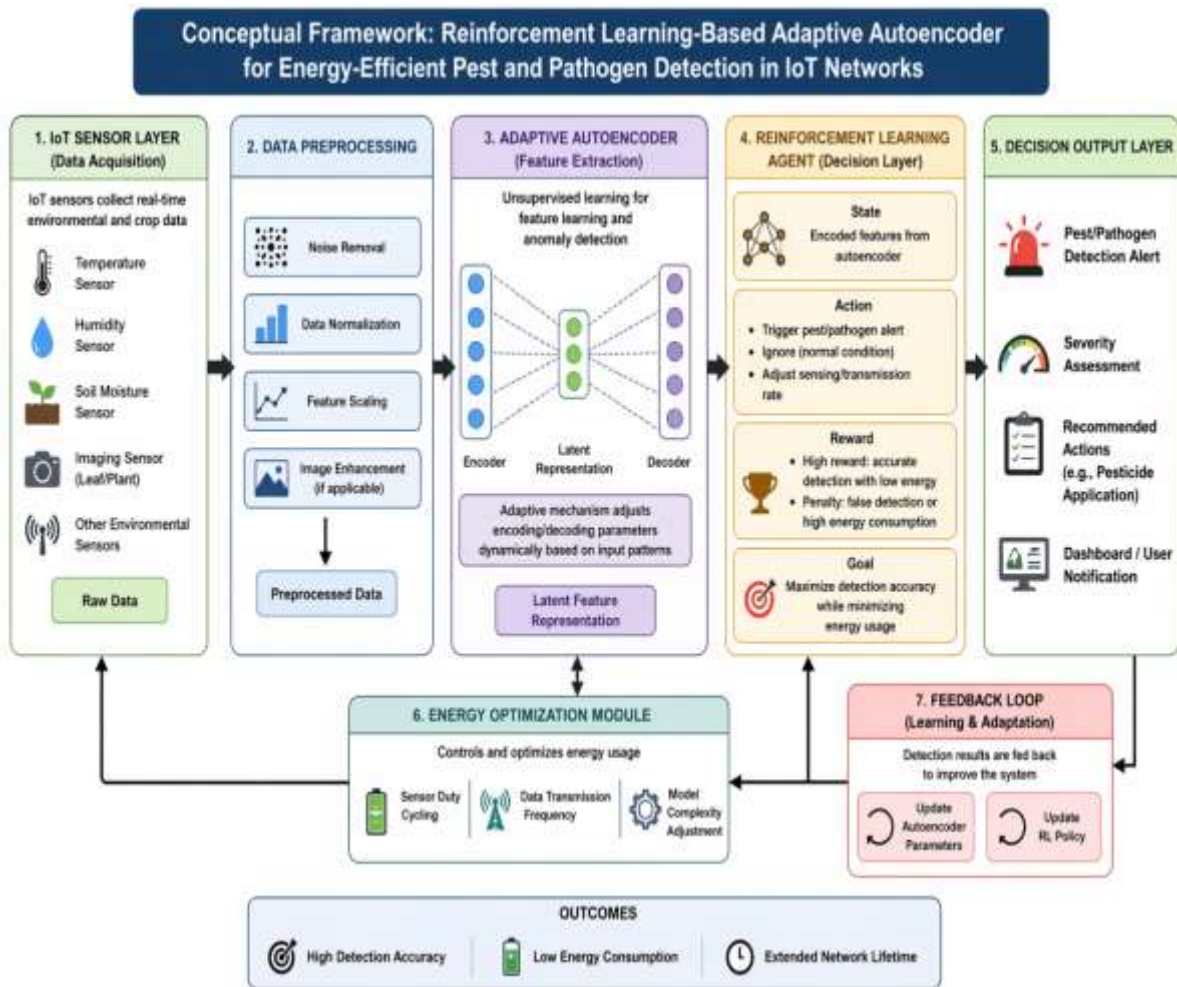 Conceptual Framework: Reinforcement Learning-Based Adaptive Autoencoder
for Energy-Efficient Pest and Pathogen Detection in IoT Networks
1. IoT SENSOR LAYER
(Data Acquisition)
IoT sensors collect real-time
environmental and crop data
Temperature
Sensor
Humidity
Sensor
Soil Moisture
Sensor
Imaging Sensor
(Leaf/Plant)
Other Environmental
Sensors
Raw Data
2. DATA PREPROCESSING
Noise Removal
Data Normalization
Feature Scaling
Image Enhancement
(if applicable)
Preprocessed Data
3. ADAPTIVE AUTOENCODER
(Feature Extraction)
Unsupervised learning for
feature learning and
anomaly detection
Encoder
Latent
Representation
Decoder
Adaptive mechanism adjusts
encoding/decoding parameters
dynamically based on input patterns
Latent Feature
Representation
4. REINFORCEMENT LEARNING
AGENT (Decision Layer)
State
Encoded features from
autoencoder
Action
• Trigger pest/pathogen alert
• Ignore (normal condition)
• Adjust sensing/transmission
rate
Reward
• High reward: accurate
detection with low energy
• Penalty: false detection or
high energy consumption
Goal
Maximize detection accuracy
while minimizing
energy usage
5. DECISION OUTPUT LAYER
Pest/Pathogen
Detection Alert
Severity
Assessment
Recommended
Actions
(e.g., Pesticide
Application)
Dashboard / User
Notification
6. ENERGY OPTIMIZATION MODULE
Controls and optimizes energy usage
Sensor Duty
Cycling
Data Transmission
Frequency
Model
Complexity
Adjustment
7. FEEDBACK LOOP
(Learning & Adaptation)
Detection results are fed back
to improve the system
Update
Autoencoder
Parameters
Update
RL Policy
OUTCOMES
High Detection Accuracy
Low Energy Consumption
Extended Network Lifetime